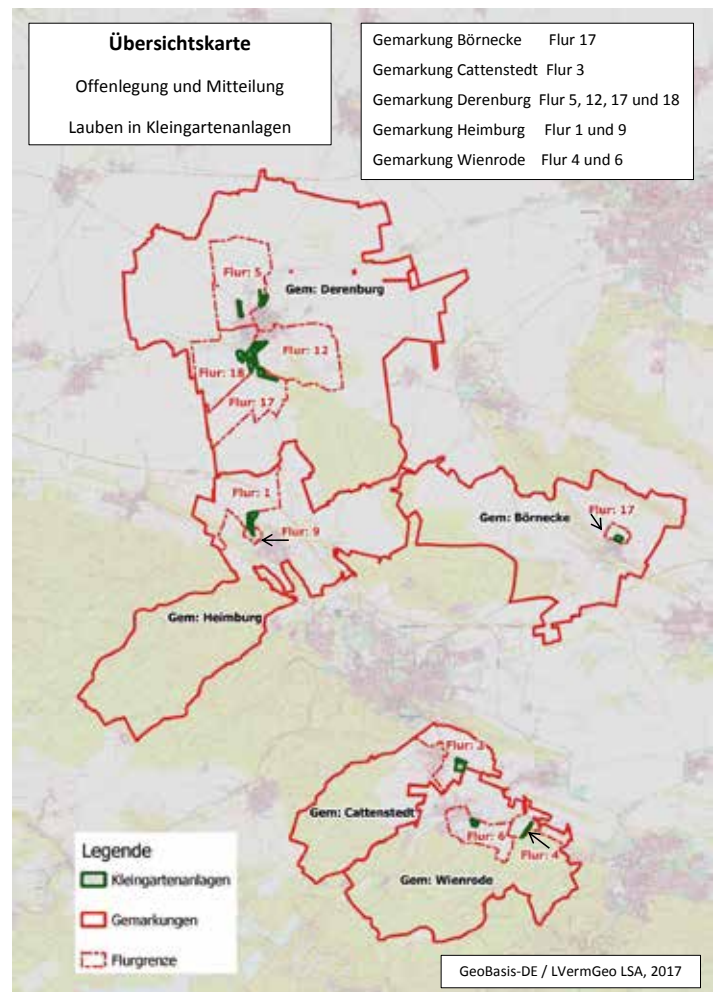 Übersichtskarte
Offenlegung und Mitteilung
Lauben in Kleingartenanlagen
Gemarkung Börnecke Flur 17
Gemarkung Cattenstedt Flur 3
Gemarkung Derenburg Flur 5, 12, 17 und 18
Gemarkung Heimburg Flur 1 und 9
Gemarkung Wienrode Flur 4 und 6
Flur: 5
Gem: Derenburg
Flur: 12
Flur: 18
Flur: 17
Flur: 1
Flur: 9
Gem: Börnecke
Flur: 17
Gem: Heimburg
Flur: 3
Gem: Cattenstedt
Flur: 6
Flur: 4
Gem: Wienrode
Legende
Kleingartenanlagen
Gemarkungen
Flurgrenze
GeoBasis-DE / LVermGeo LSA, 2017